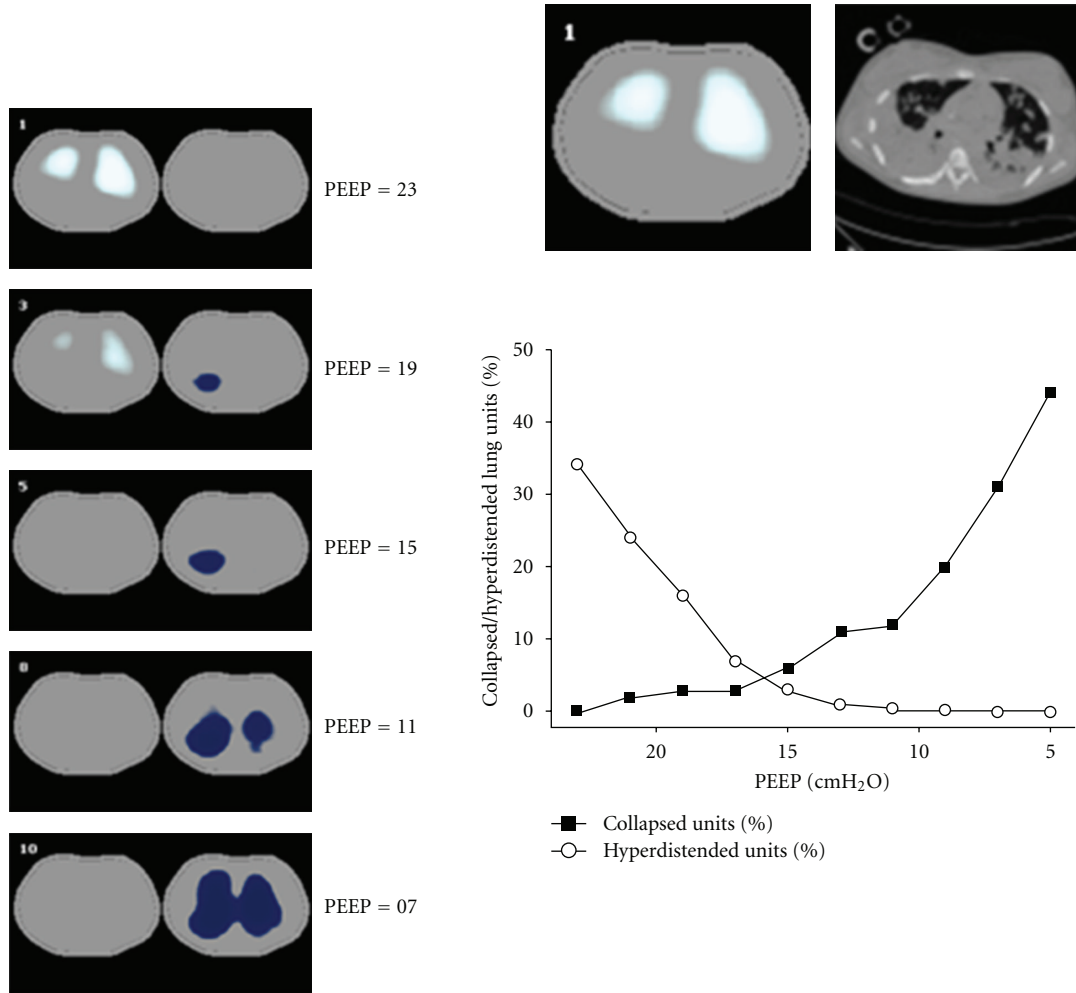 1
PEEP = 23
3
PEEP = 19
5
PEEP = 15
8
PEEP = 11
10
PEEP = 07
1
50
40
30
20
10
0
Collapsed/hyperdistended lung units (%)
20 15 10 5
PEEP (cmH₂O)
Collapsed units (%)
Hyperdistended units (%)